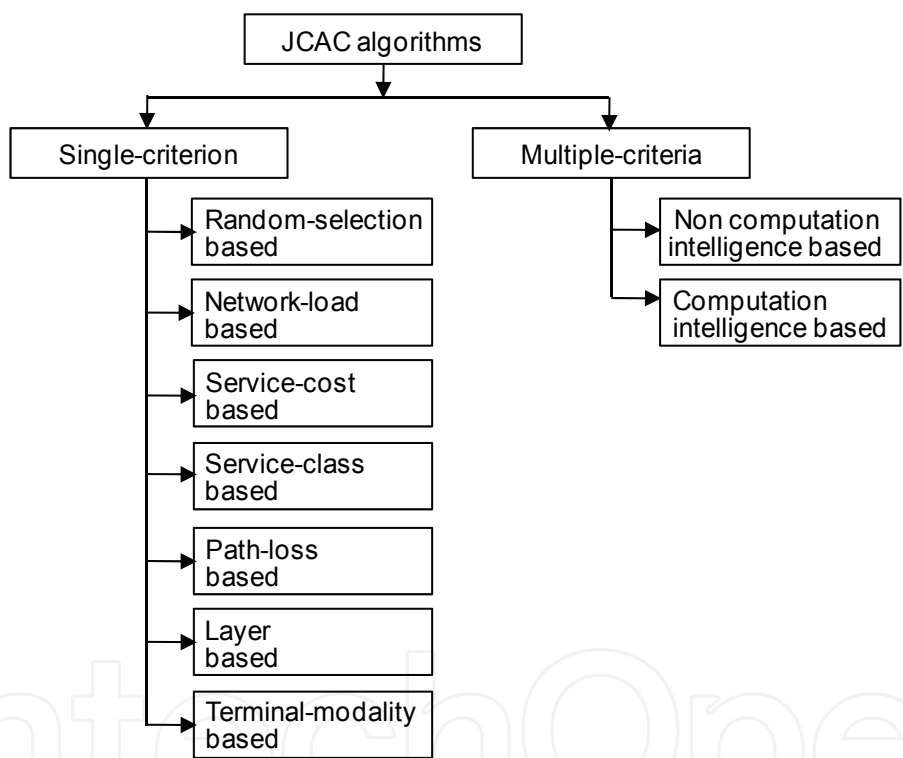 JCAC algorithms
Single-criterion
Multiple-criteria
Random-selection
based
Network-load
based
Service-cost
based
Service-class
based
Path-loss
based
Layer
based
Terminal-modality
based
Non computation
intelligence based
Computation
intelligence based
ntechOpe